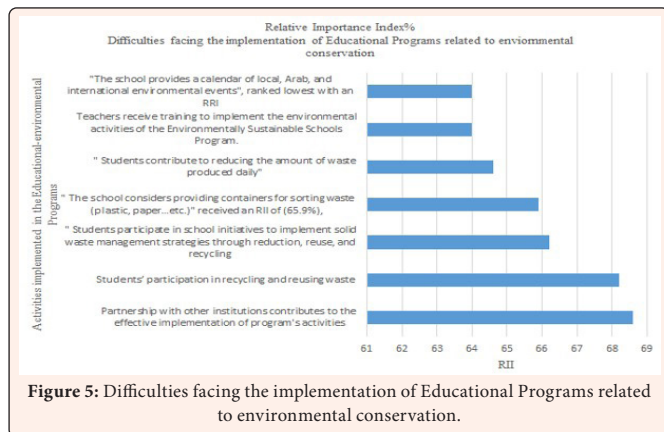 Relative Importance Index%
Difficulties facing the implementation of Educational Programs related to enviornmental
conservation
Activities implemented in the Educational-environmental
Programs
"The school provides a calendar of local, Arab, and
international environmental events", ranked lowest with an
RRI
Teachers receive training to implement the environmental
activities of the Environmentally Sustainable Schools
Program.
" Students contribute to reducing the amount of waste
produced daily"
" The school considers providing containers for sorting waste
(plastic, paper...etc.)" received an RII of (65.9%),
" Students participate in school initiatives to implement solid
waste management strategies through reduction, reuse, and
recycling
Students' participation in recycling and reusing waste
Partnership with other institutions contributes to the
effective implementation of program's activities
61 62 63 64 65 66 67 68 69
RII
Figure 5: Difficulties facing the implementation of Educational Programs related
to environmental conservation.